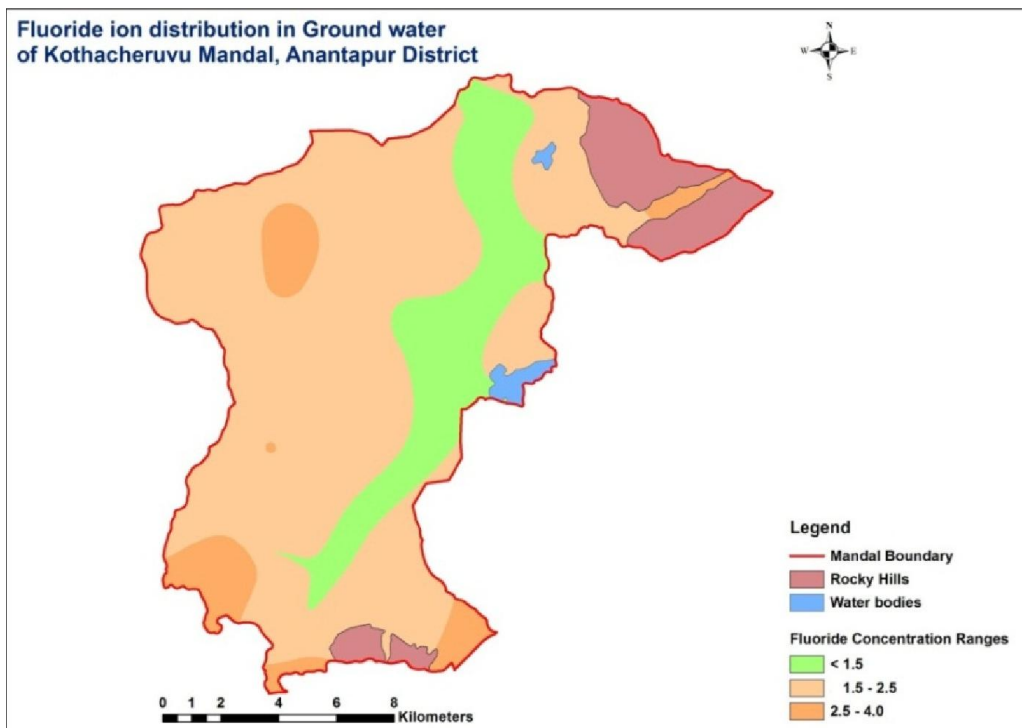 Fluoride ion distribution in Ground water
of Kothacheruvu Mandal, Anantapur District
N
W E
S
Legend
Mandal Boundary
Rocky Hills
Water bodies
Fluoride Concentration Ranges
< 1.5
1.5 - 2.5
2.5 - 4.0
0 1 2 4 6 8
Kilometers